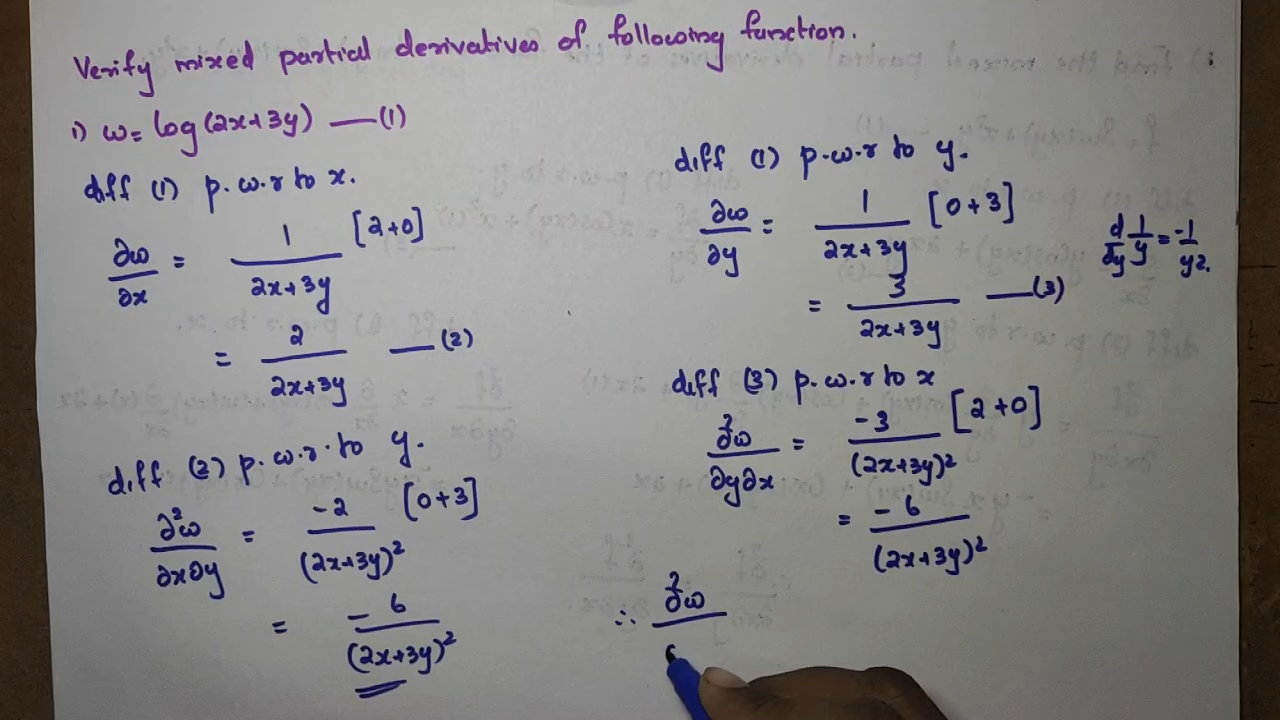 Verify mixed partial derivatives of following function.
1) ω = log(2x+3y) —(1)
diff (1) p.w.r to x.
∂ω/∂x = 1/(2x+3y) [2+0]
= 2/(2x+3y) —(2)
diff (2) p.w.r. to y.
∂²ω/∂x∂y = -2/(2x+3y)² [0+3]
= -6/(2x+3y)²
diff (1) p.w.r to y.
∂ω/∂y = 1/(2x+3y) [0+3]
d/dy 1/y = -1/y².
= 3/(2x+3y) —(3)
diff (3) p.w.r to x
∂²ω/∂y∂x = -3/(2x+3y)² [2+0]
= -6/(2x+3y)²
∴ ∂²ω